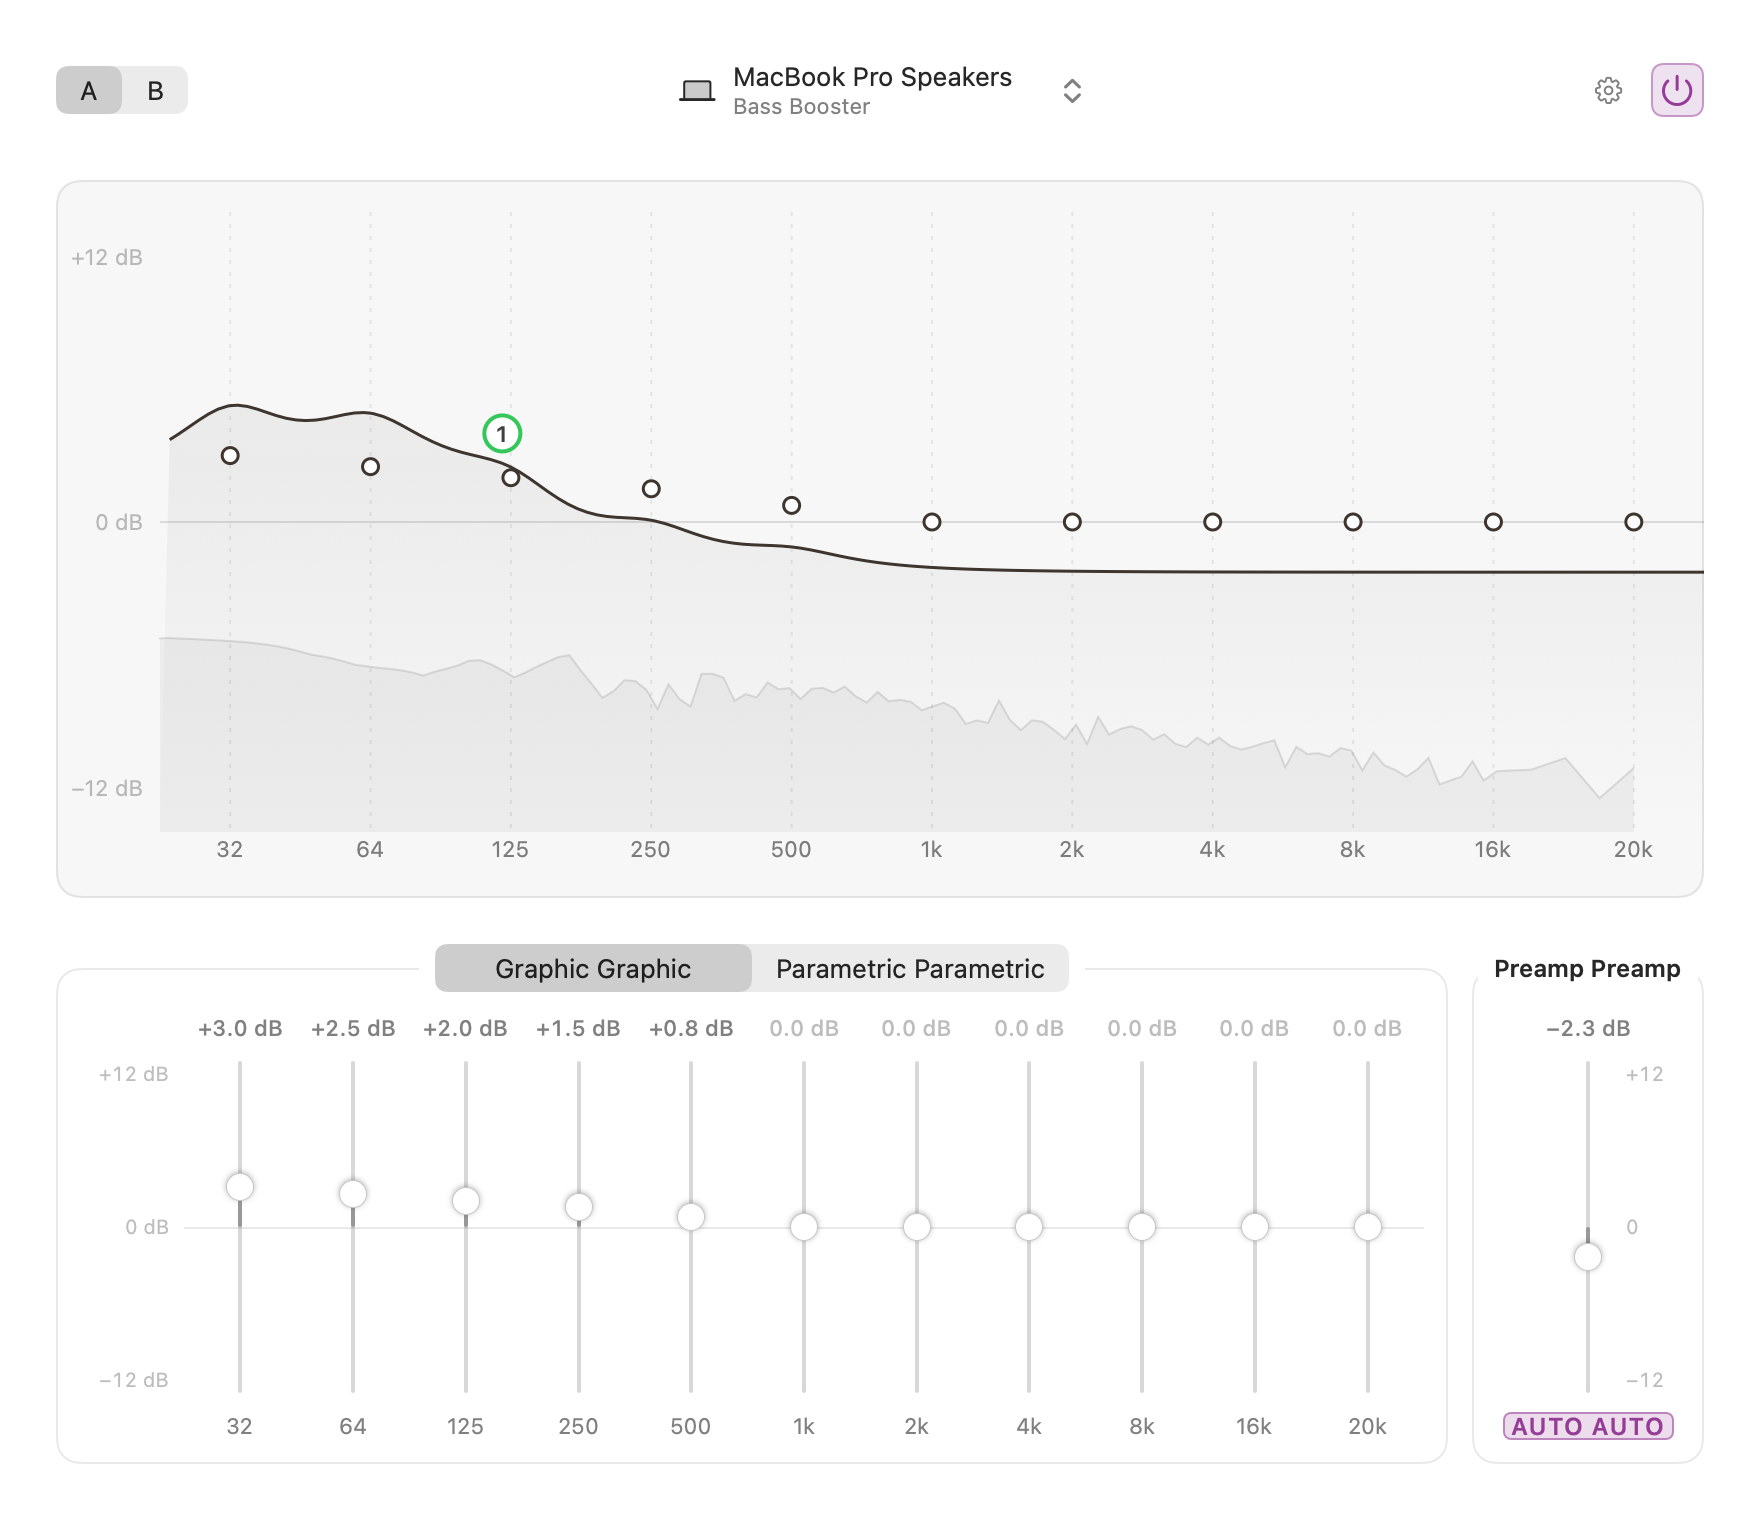 A B
MacBook Pro Speakers
Bass Booster
+12 dB
1
0 dB
−12 dB
32 64 125 250 500 1k 2k 4k 8k 16k 20k
Graphic Graphic Parametric Parametric
Preamp Preamp
+3.0 dB +2.5 dB +2.0 dB +1.5 dB +0.8 dB 0.0 dB 0.0 dB 0.0 dB 0.0 dB 0.0 dB 0.0 dB
−2.3 dB
+12 dB
+12
0 dB
0
−12 dB
−12
32 64 125 250 500 1k 2k 4k 8k 16k 20k
AUTO AUTO